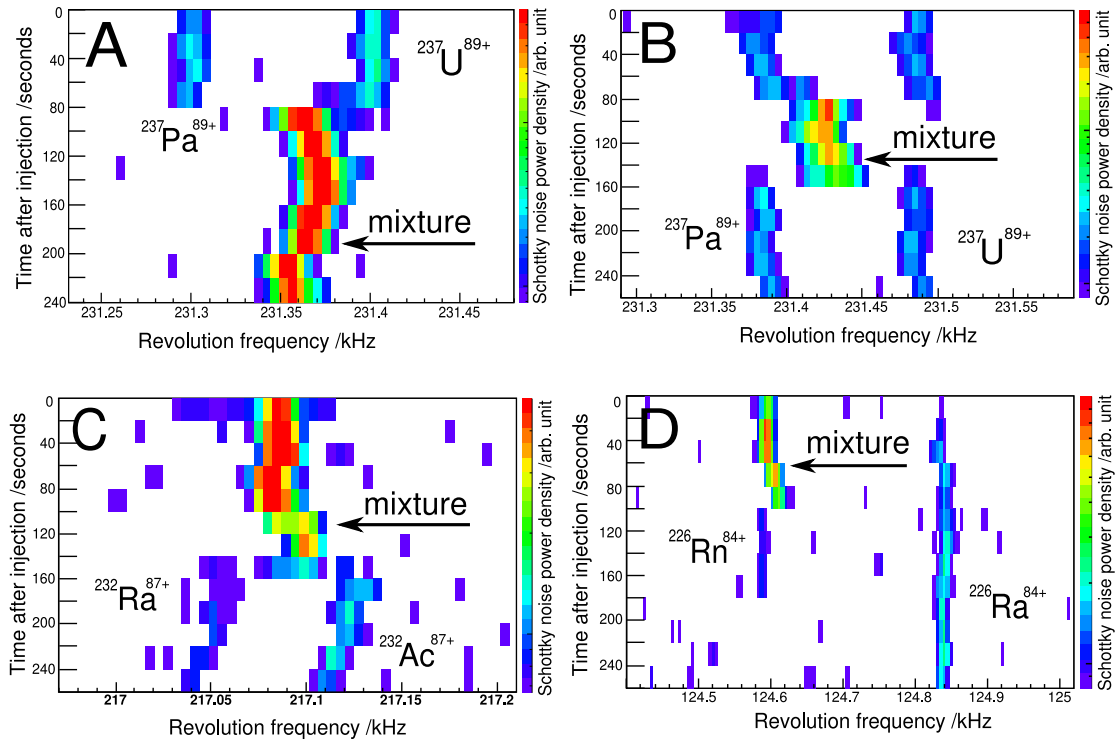 A
237Pa89+
237U89+
mixture
0
40
80
120
160
200
240
231.25
231.3
231.35
231.4
231.45
Time after injection /seconds
Revolution frequency /kHz
Schottky noise power density /arb. unit
B
mixture
237Pa89+
237U89+
0
40
80
120
160
200
240
231.3
231.35
231.4
231.45
231.5
231.55
Time after injection /seconds
Revolution frequency /kHz
Schottky noise power density /arb. unit
C
mixture
232Ra87+
232Ac87+
0
40
80
120
160
200
240
217
217.05
217.1
217.15
217.2
Time after injection /seconds
Revolution frequency /kHz
Schottky noise power density /arb. unit
D
mixture
226Rn84+
226Ra84+
0
40
80
120
160
200
240
124.5
124.6
124.7
124.8
124.9
125
Time after injection /seconds
Revolution frequency /kHz
Schottky noise power density /arb. unit